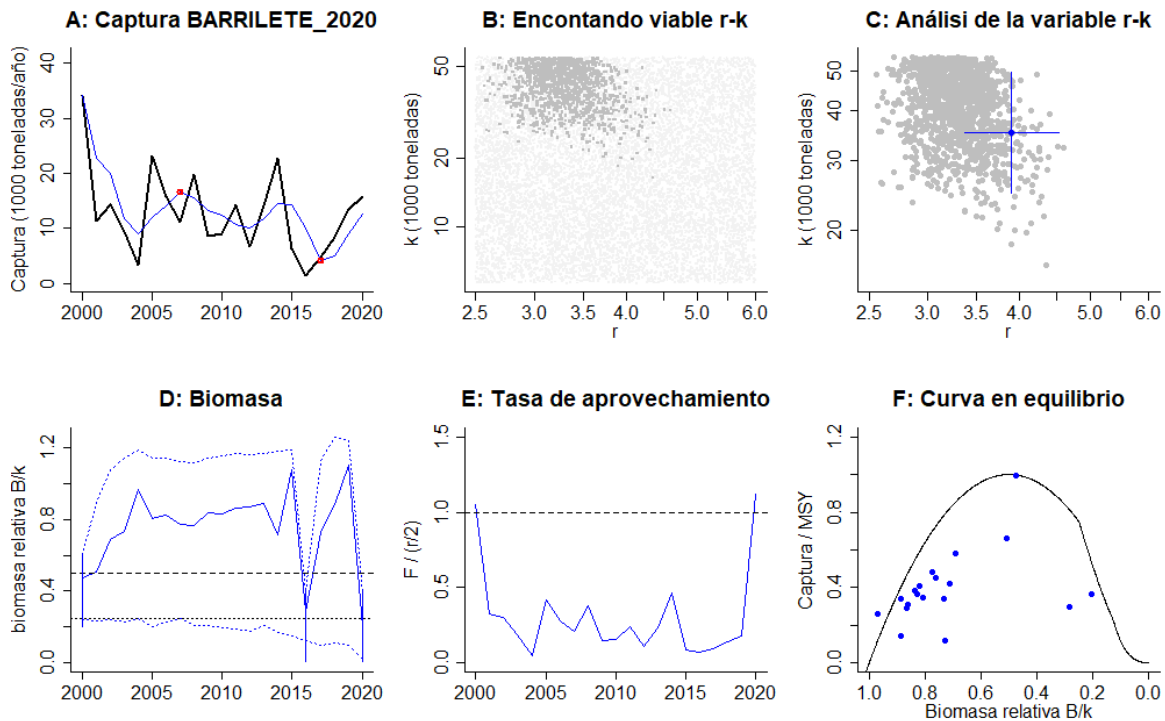 A: Captura BARRILETE_2020
Captura (1000 toneladas/año)
40
30
20
10
0
2000 2005 2010 2015 2020
B: Encontando viable r-k
k (1000 toneladas)
50
20
10
2.5 3.0 3.5 4.0 5.0 6.0
r
C: Análisi de la variable r-k
k (1000 toneladas)
50
40
30
20
2.5 3.0 3.5 4.0 5.0 6.0
r
D: Biomasa
biomasa relativa B/k
1.2
0.8
0.4
0.0
2000 2005 2010 2015 2020
E: Tasa de aprovechamiento
F / (r/2)
1.5
1.0
0.5
0.0
2000 2005 2010 2015 2020
F: Curva en equilibrio
Captura / MSY
1.2
0.8
0.4
0.0
1.0 0.8 0.6 0.4 0.2 0.0
Biomasa relativa B/k